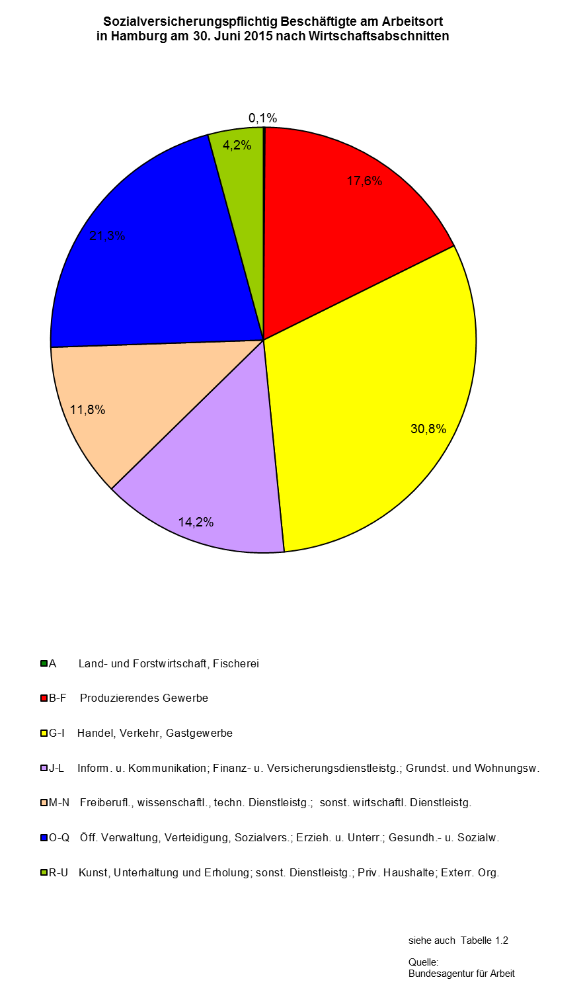 Sozialversicherungspflichtig Beschäftigte am Arbeitsort
in Hamburg am 30. Juni 2015 nach Wirtschaftsabschnitten
0,1%
4,2%
17,6%
21,3%
11,8%
30,8%
14,2%
A Land- und Forstwirtschaft, Fischerei
B-F Produzierendes Gewerbe
G-I Handel, Verkehr, Gastgewerbe
J-L Inform. u. Kommunikation; Finanz- u. Versicherungsdienstleistg.; Grundst. und Wohnungsw.
M-N Freiberufl., wissenschaftl., techn. Dienstleistg.; sonst. wirtschaftl. Dienstleistg.
O-Q Öff. Verwaltung, Verteidigung, Sozialvers.; Erzieh. u. Unterr.; Gesundh.- u. Sozialw.
R-U Kunst, Unterhaltung und Erholung; sonst. Dienstleistg.; Priv. Haushalte; Exterr. Org.
siehe auch Tabelle 1.2
Quelle:
Bundesagentur für Arbeit